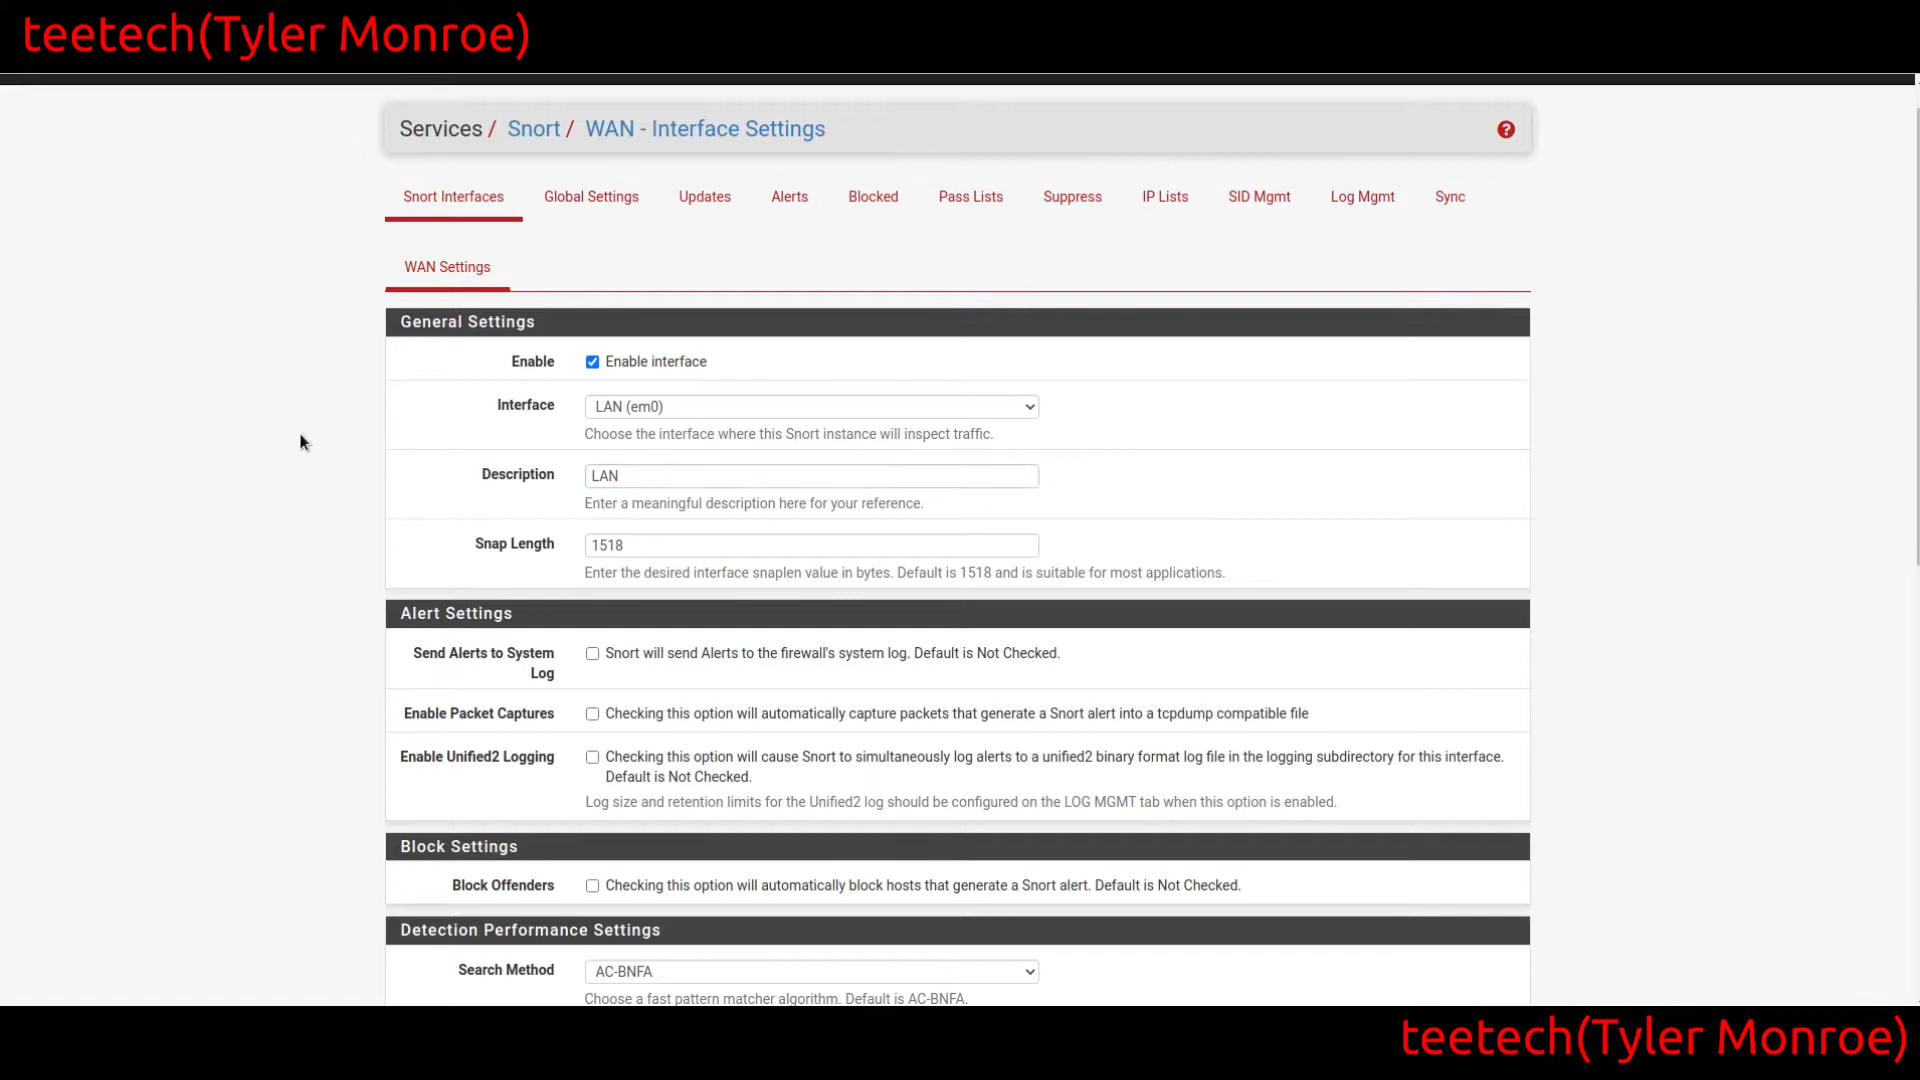 teetech(Tyler Monroe)
Services / Snort / WAN - Interface Settings
Snort Interfaces Global Settings Updates Alerts Blocked Pass Lists Suppress IP Lists SID Mgmt Log Mgmt Sync
WAN Settings
General Settings
Enable Enable interface
Interface LAN (em0)
Choose the interface where this Snort instance will inspect traffic.
Description LAN
Enter a meaningful description here for your reference.
Snap Length 1518
Enter the desired interface snaplen value in bytes. Default is 1518 and is suitable for most applications.
Alert Settings
Send Alerts to System Snort will send Alerts to the firewall's system log. Default is Not Checked.
Log
Enable Packet Captures Checking this option will automatically capture packets that generate a Snort alert into a tcpdump compatible file
Enable Unified2 Logging Checking this option will cause Snort to simultaneously log alerts to a unified2 binary format log file in the logging subdirectory for this interface.
Default is Not Checked.
Log size and retention limits for the Unified2 log should be configured on the LOG MGMT tab when this option is enabled.
Block Settings
Block Offenders Checking this option will automatically block hosts that generate a Snort alert. Default is Not Checked.
Detection Performance Settings
Search Method AC-BNFA
Choose a fast pattern matcher algorithm. Default is AC-BNFA.
teetech(Tyler Monroe)